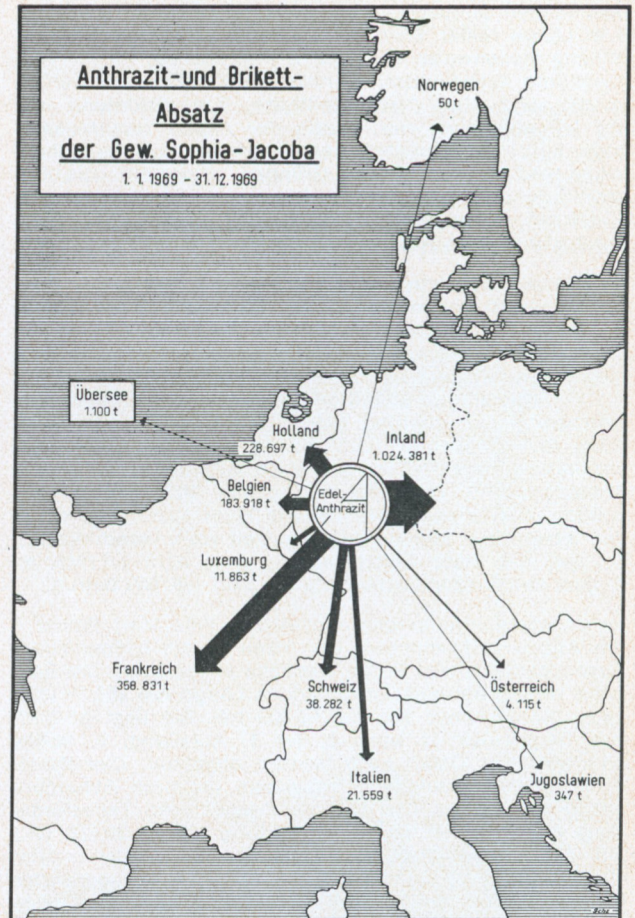 Anthrazit-und Brikett-
Absatz
der Gew. Sophia-Jacoba
1. 1. 1969 - 31. 12. 1969
Norwegen
50 t
Übersee
1.100 t
Holland
228.697 t
Inland
1.024.381 t
Belgien
183.918 t
Edel-
Anthrazit
Luxemburg
11.863 t
Frankreich
358.831 t
Schweiz
38.282 t
Österreich
4.115 t
Italien
21.559 t
Jugoslawien
347 t